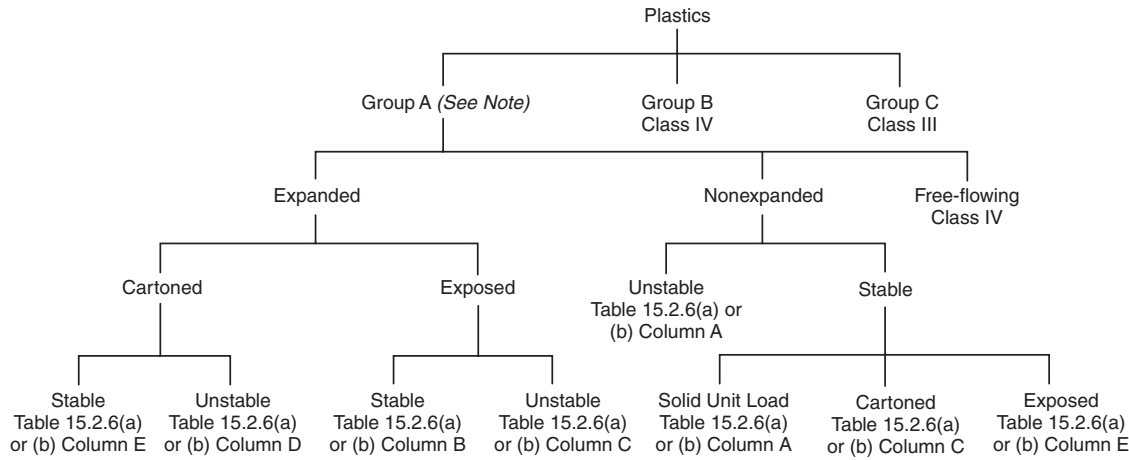 Plastics
Group A (See Note)
Group B
Class IV
Group C
Class III
Expanded
Nonexpanded
Free-flowing
Class IV
Cartoned
Exposed
Unstable
Table 15.2.6(a) or
(b) Column A
Stable
Stable
Table 15.2.6(a)
or (b) Column E
Unstable
Table 15.2.6(a)
or (b) Column D
Stable
Table 15.2.6(a)
or (b) Column B
Unstable
Table 15.2.6(a)
or (b) Column C
Solid Unit Load
Table 15.2.6(a)
or (b) Column A
Cartoned
Table 15.2.6(a)
or (b) Column C
Exposed
Table 15.2.6(a)
or (b) Column E